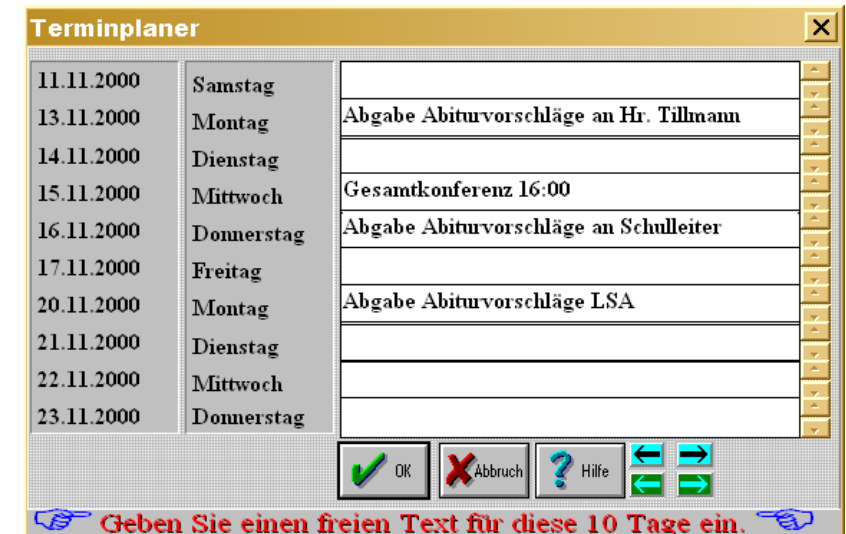 Terminplaner
11.11.2000 Samstag
13.11.2000 Montag Abgabe Abiturvorschläge an Hr. Tillmann
14.11.2000 Dienstag
15.11.2000 Mittwoch Gesamtkonferenz 16:00
16.11.2000 Donnerstag Abgabe Abiturvorschläge an Schulleiter
17.11.2000 Freitag
20.11.2000 Montag Abgabe Abiturvorschläge LSA
21.11.2000 Dienstag
22.11.2000 Mittwoch
23.11.2000 Donnerstag
OK Abbruch Hilfe
Geben Sie einen freien Text für diese 10 Tage ein.